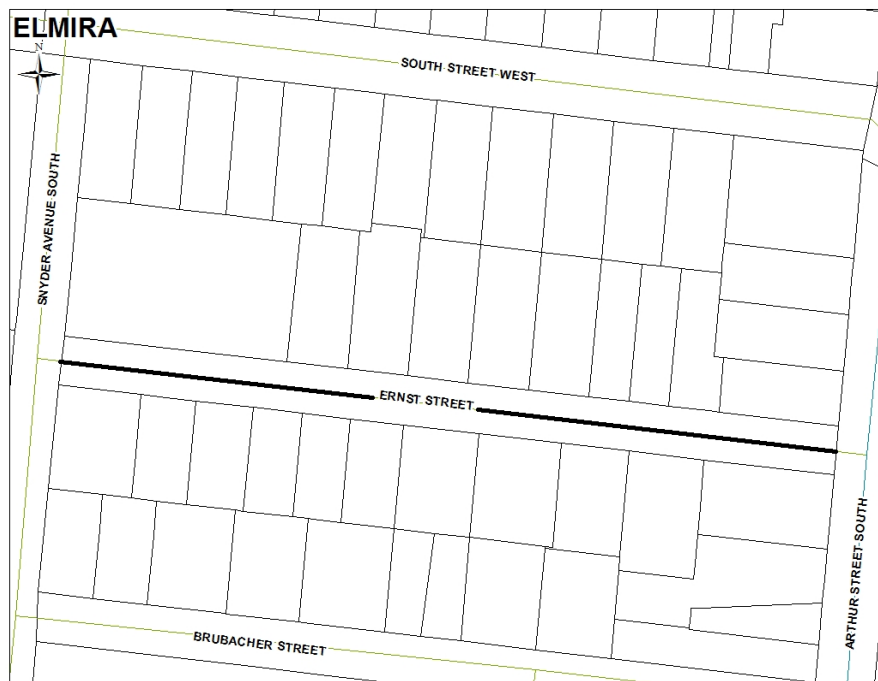 ELMIRA
N
SOUTH STREET WEST
SNYDER AVENUE SOUTH
ERNST STREET
ARTHUR STREET SOUTH
BRUBACHER STREET